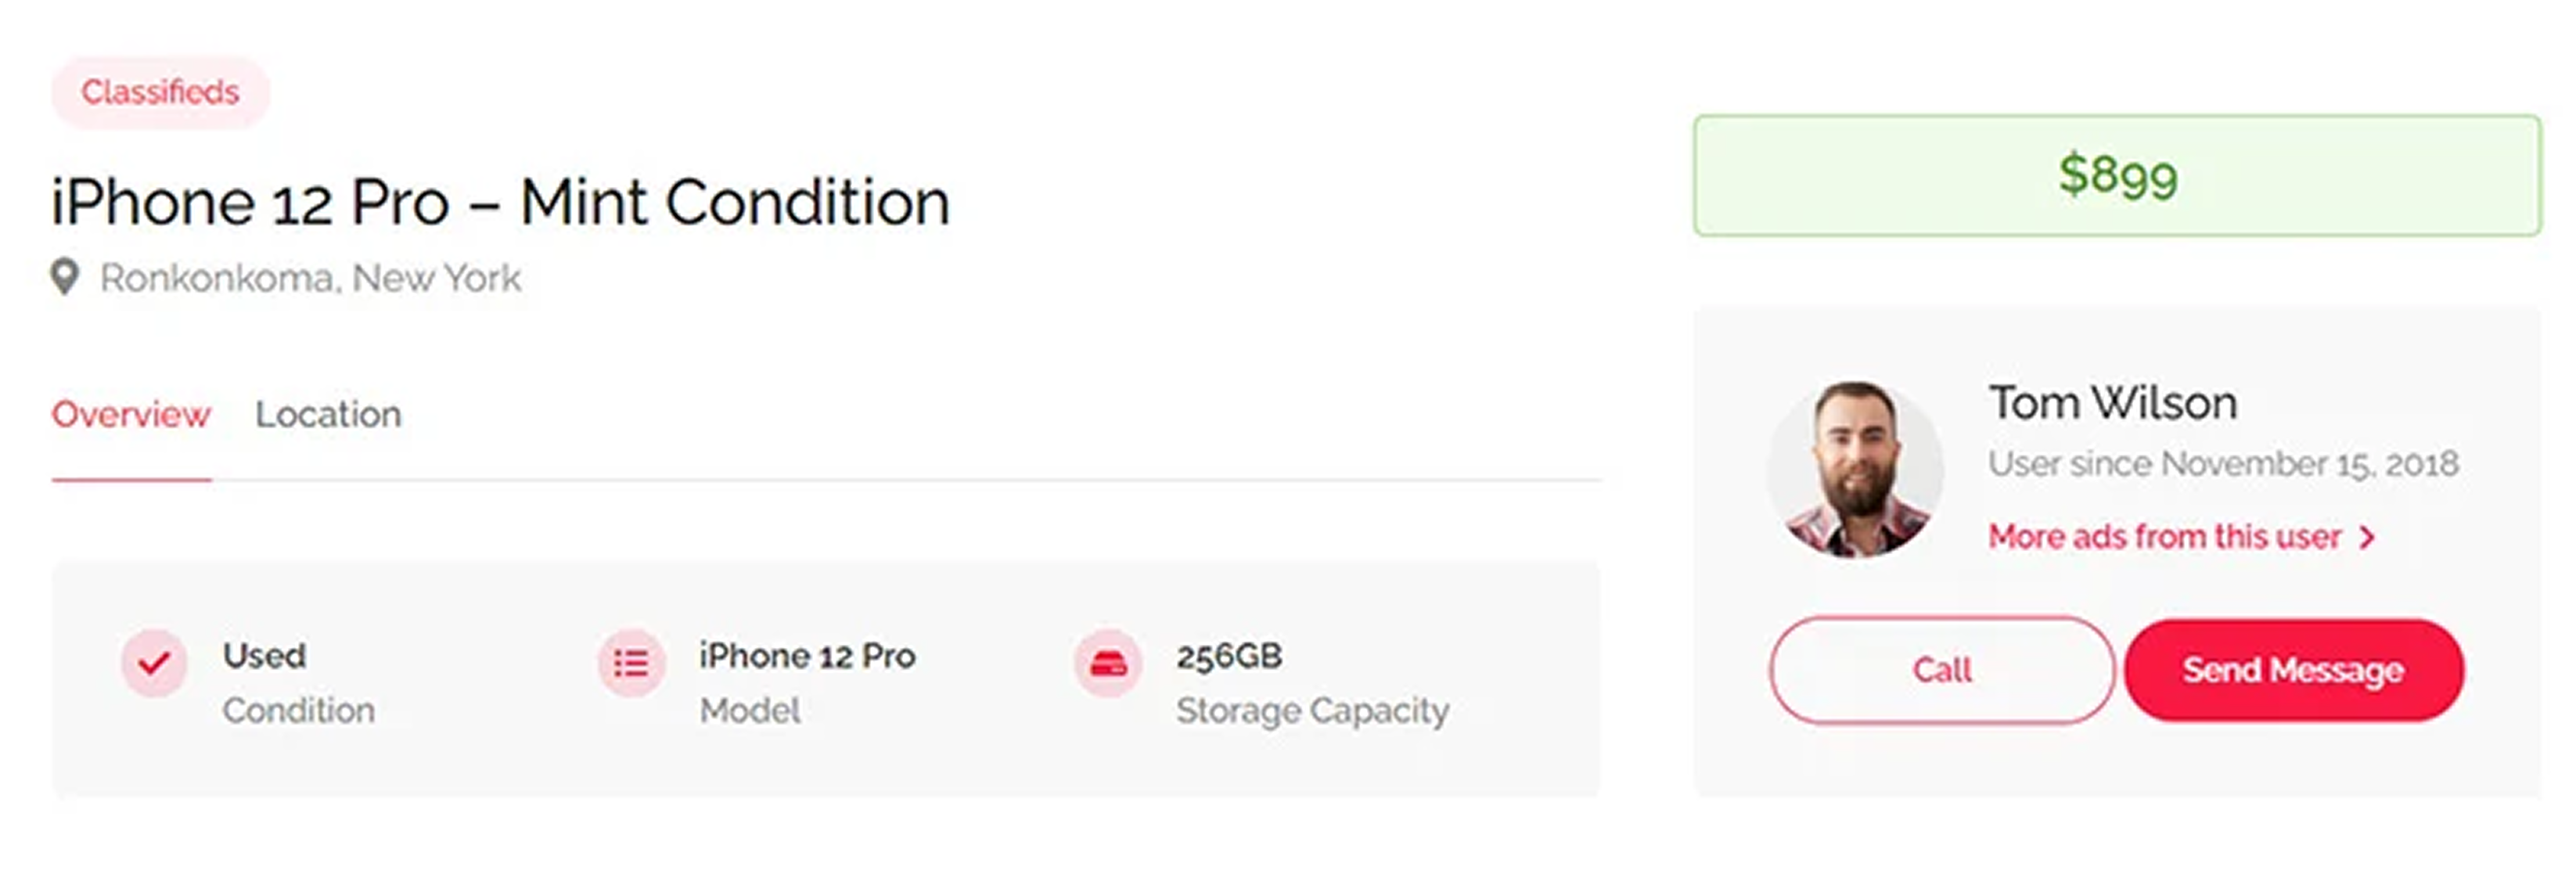 Classifieds
iPhone 12 Pro – Mint Condition
Ronkonkoma, New York
Overview
Location
Used
Condition
iPhone 12 Pro
Model
256GB
Storage Capacity
$899
Tom Wilson
User since November 15, 2018
More ads from this user
Call
Send Message